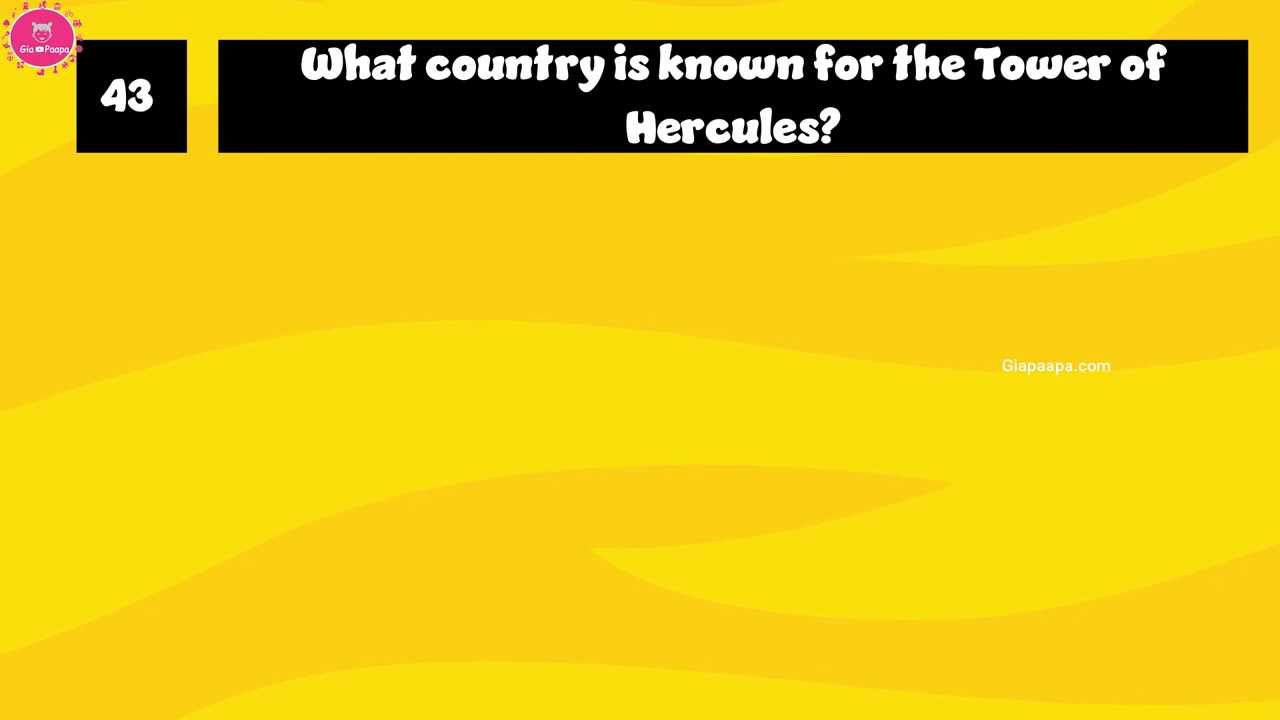 Gia Paapa
43
What country is known for the Tower of
Hercules?
Giapaapa.com